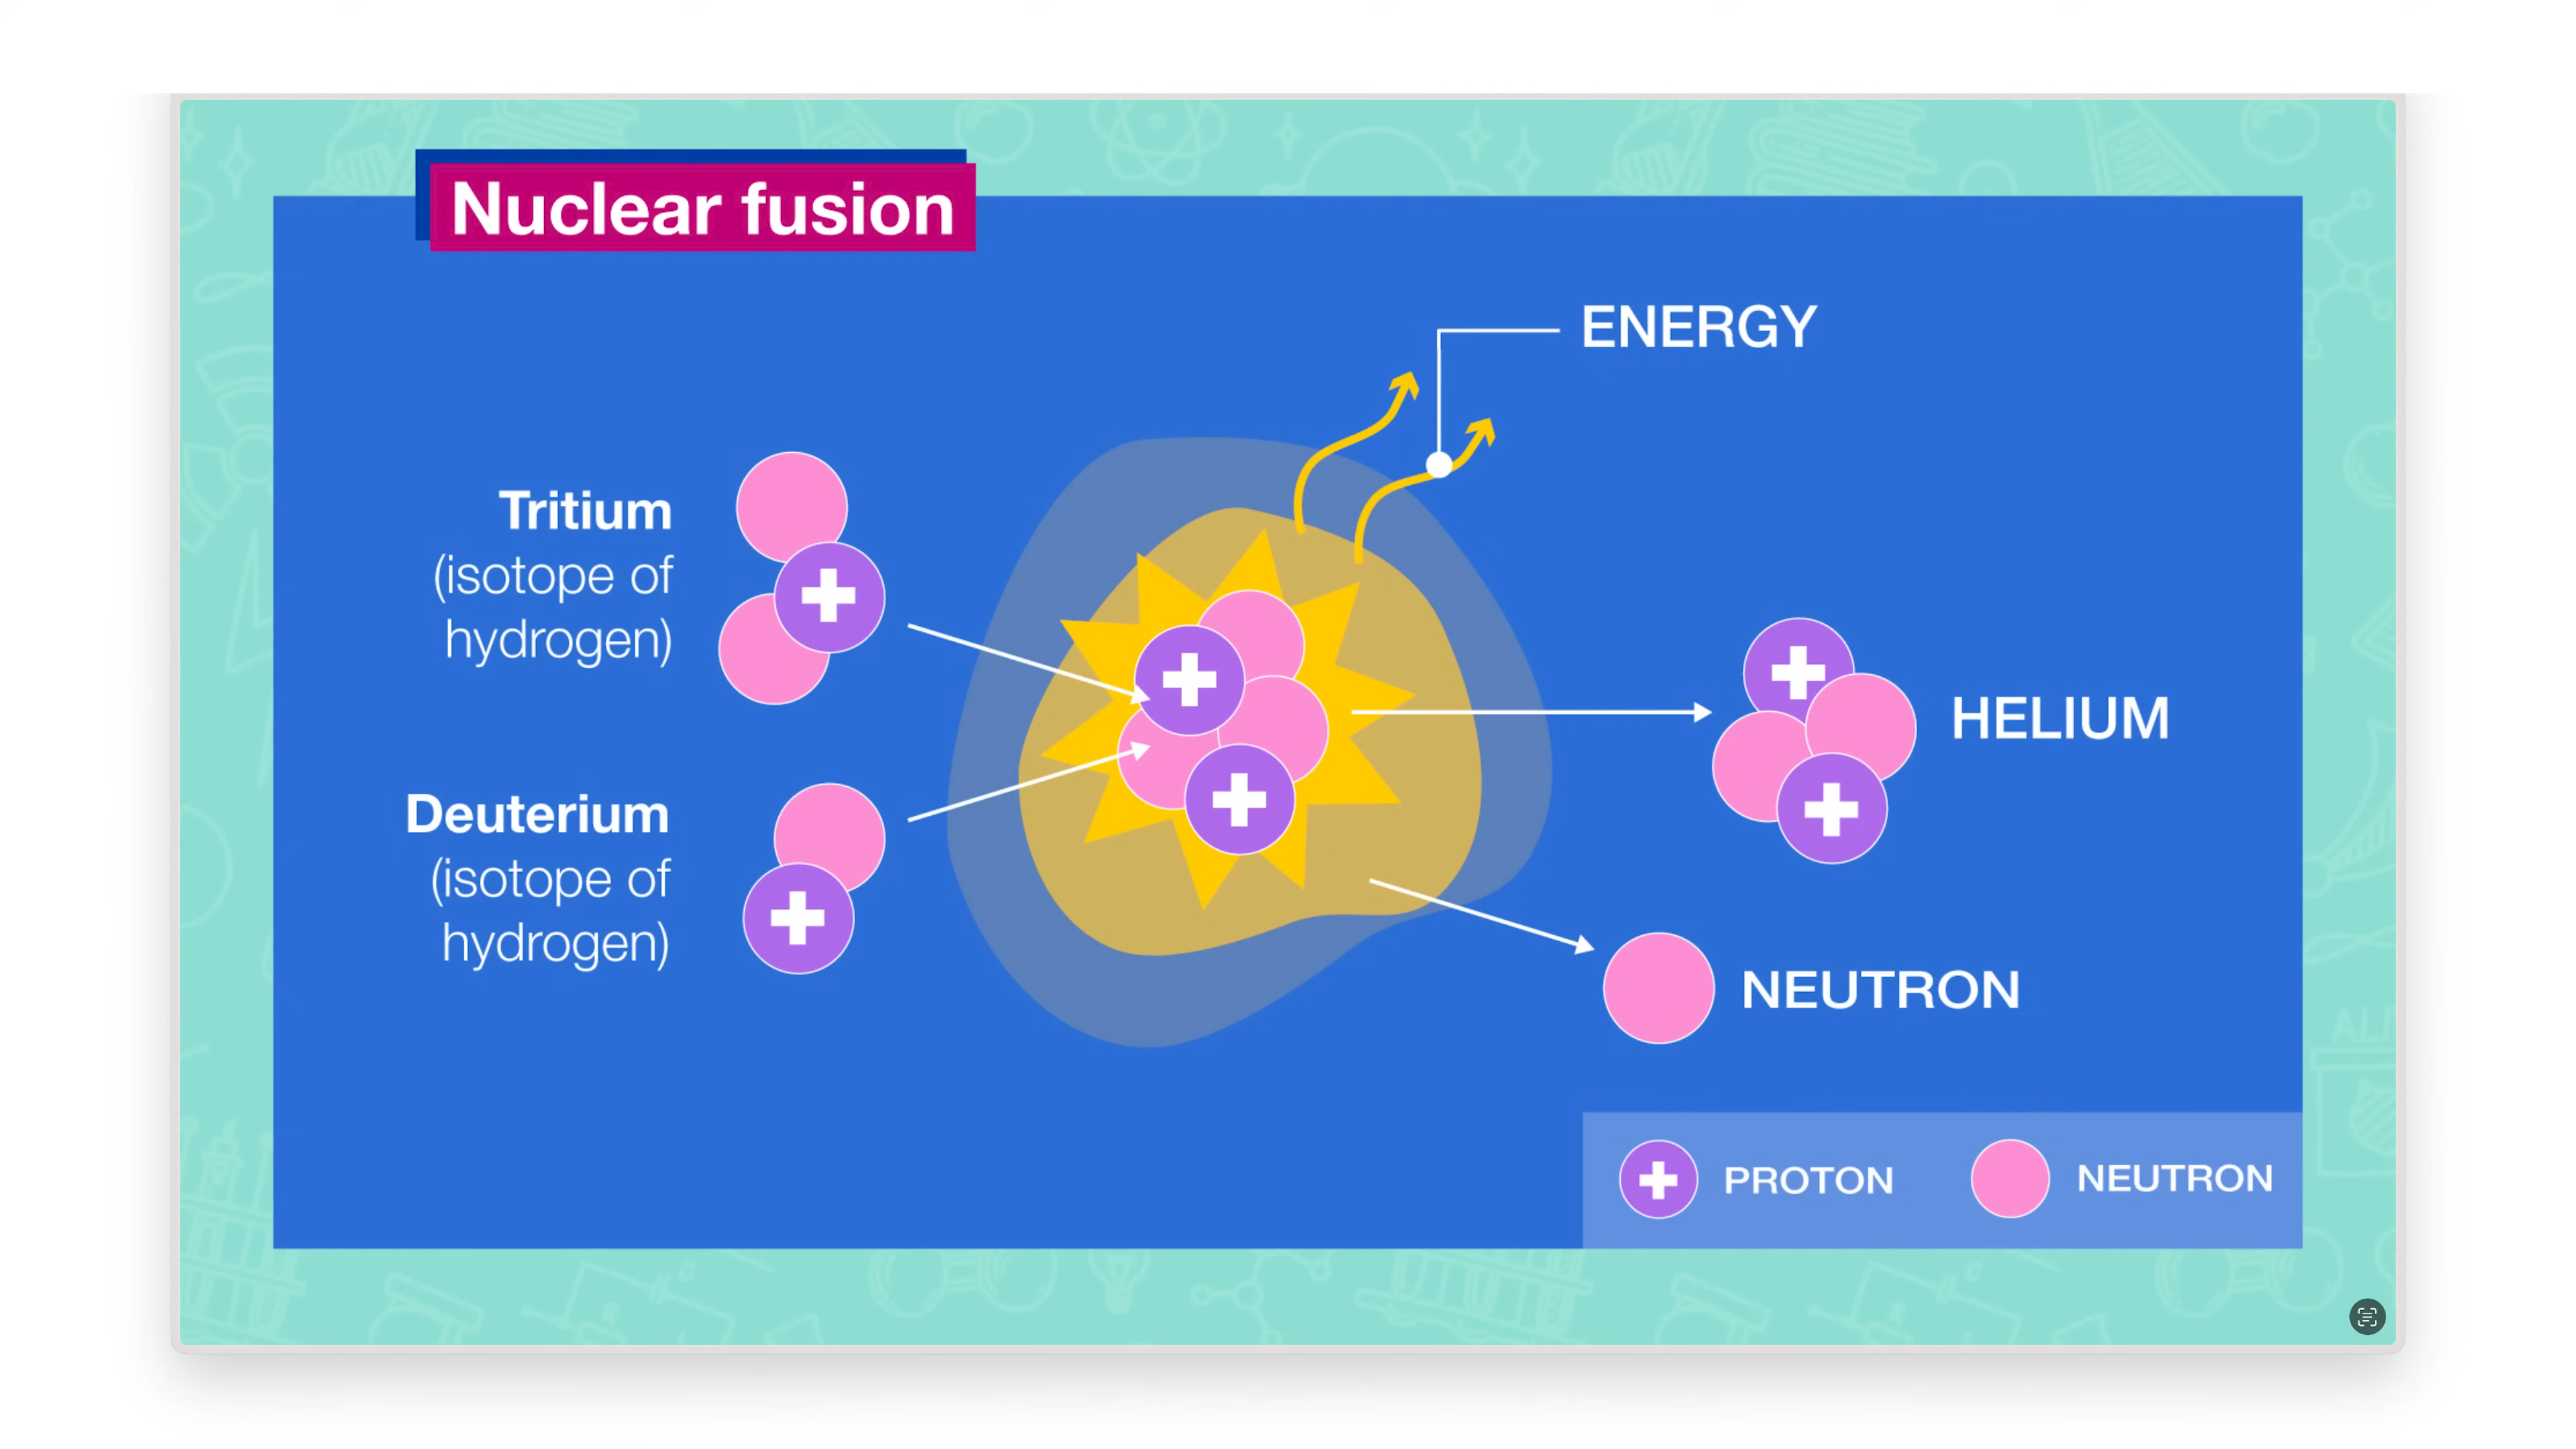 Nuclear fusion
ENERGY
Tritium
(isotope of
hydrogen)
HELIUM
Deuterium
(isotope of
hydrogen)
NEUTRON
PROTON
NEUTRON